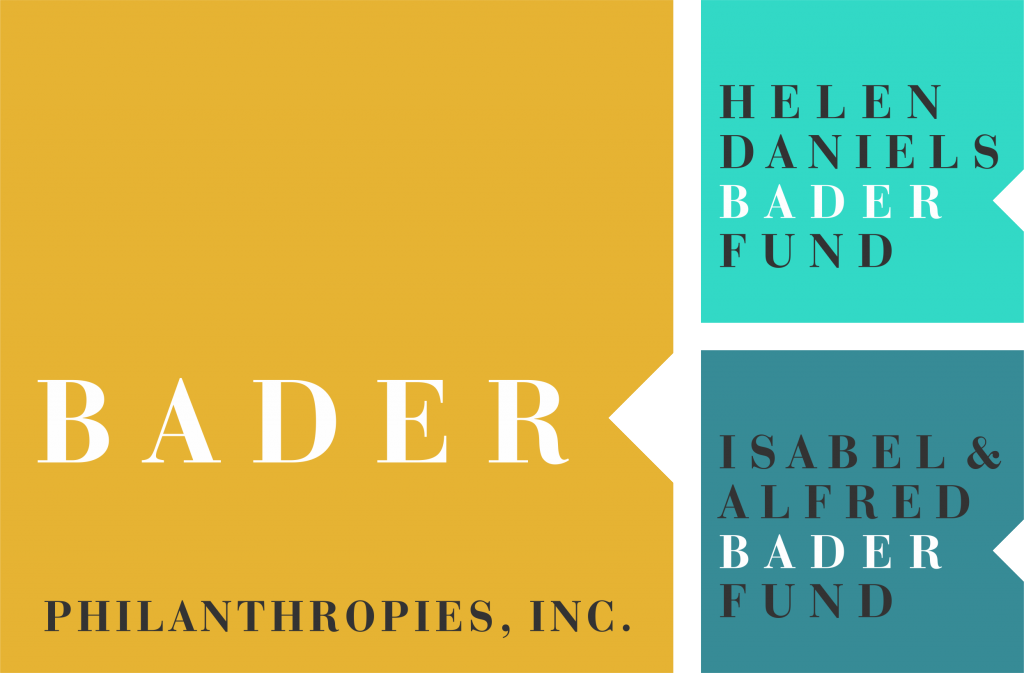 BADER
PHILANTHROPIES, INC.
HELEN
DANIELS
BADER
FUND
ISABEL &
ALFRED
BADER
FUND